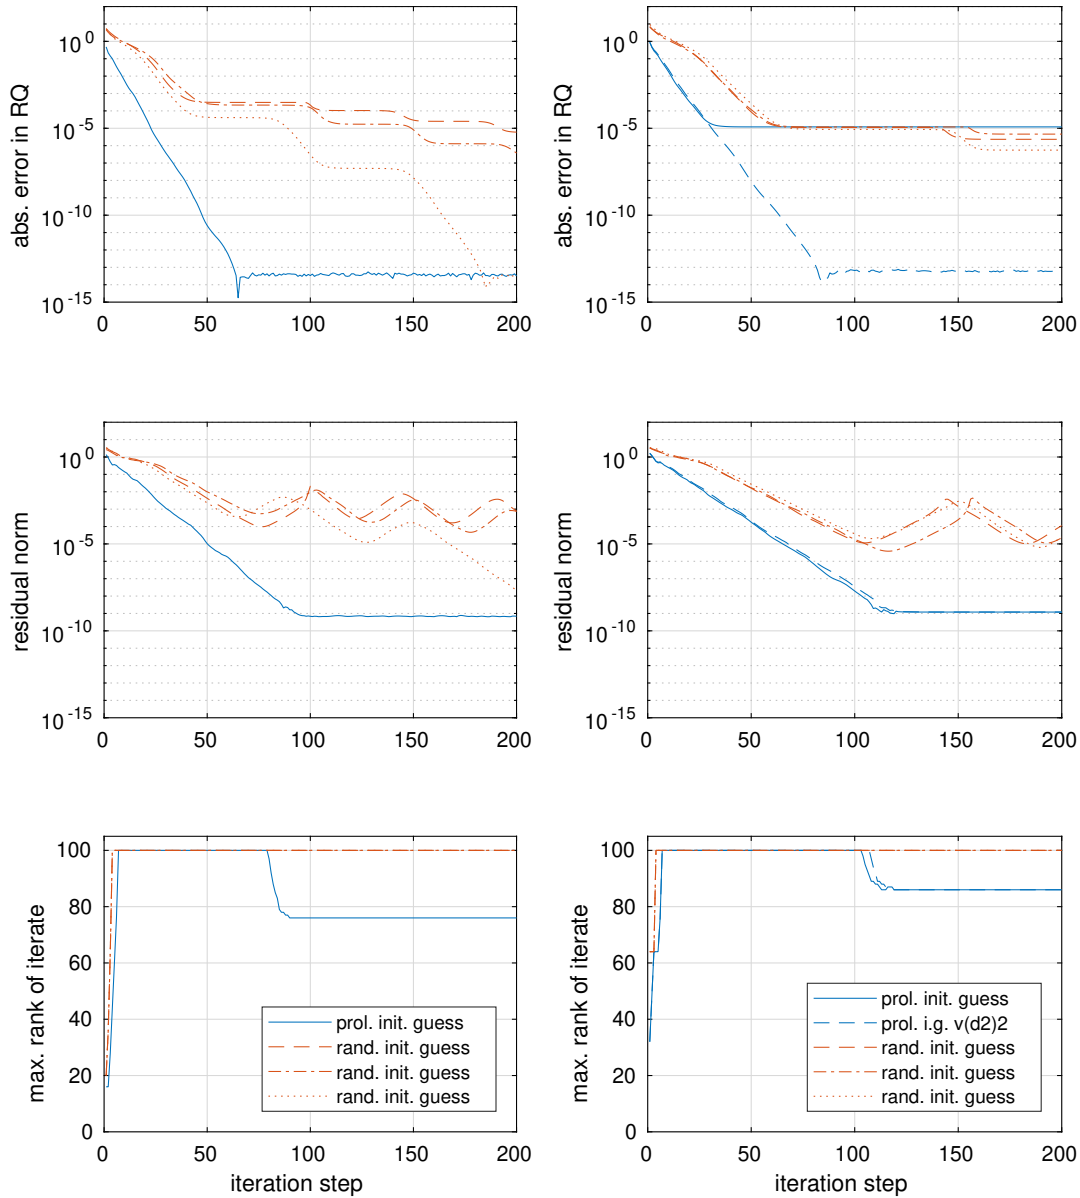 10^0
10^-5
10^-10
10^-15
abs. error in RQ
0 50 100 150 200
10^0
10^-5
10^-10
10^-15
abs. error in RQ
0 50 100 150 200
10^0
10^-5
10^-10
10^-15
residual norm
0 50 100 150 200
10^0
10^-5
10^-10
10^-15
residual norm
0 50 100 150 200
100
80
60
40
20
0
max. rank of iterate
prol. init. guess
rand. init. guess
rand. init. guess
rand. init. guess
0 50 100 150 200
iteration step
100
80
60
40
20
0
max. rank of iterate
prol. init. guess
prol. i.g. v(d2)2
rand. init. guess
rand. init. guess
rand. init. guess
0 50 100 150 200
iteration step